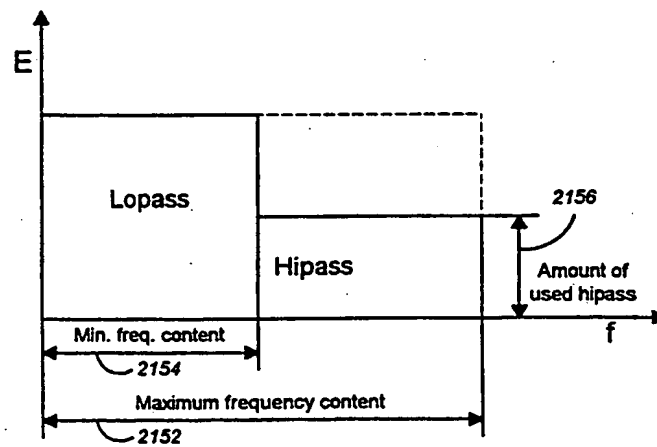 E
Lopass
2156
Hipass
Amount of
used hipass
f
Min. freq. content
2154
Maximum frequency content
2152